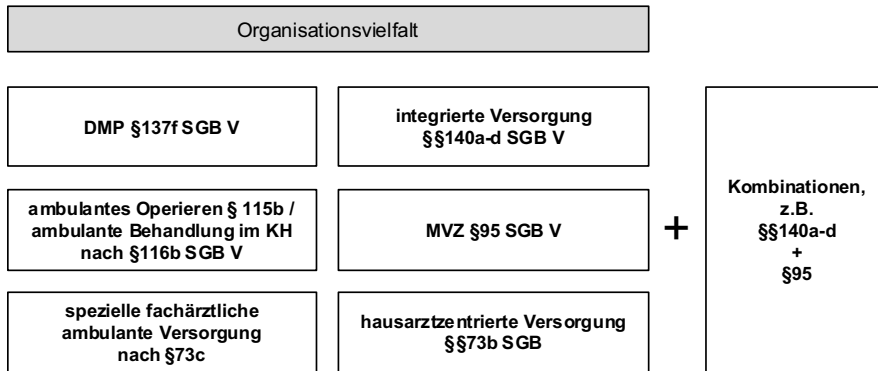 Organisationsvielfalt
DMP §137f SGB V
integrierte Versorgung
§§140a-d SGB V
ambulantes Operieren § 115b /
ambulante Behandlung im KH
nach §116b SGB V
MVZ §95 SGB V
spezielle fachärztliche
ambulante Versorgung
nach §73c
hausarztzentrierte Versorgung
§§73b SGB
+
Kombinationen,
z.B.
§§140a-d
+
§95